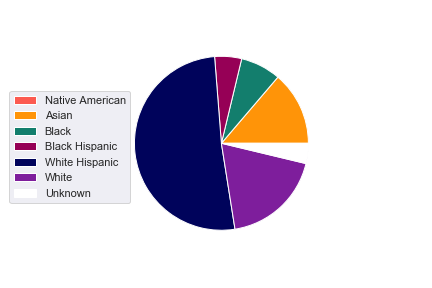 Native American
Asian
Black
Black Hispanic
White Hispanic
White
Unknown